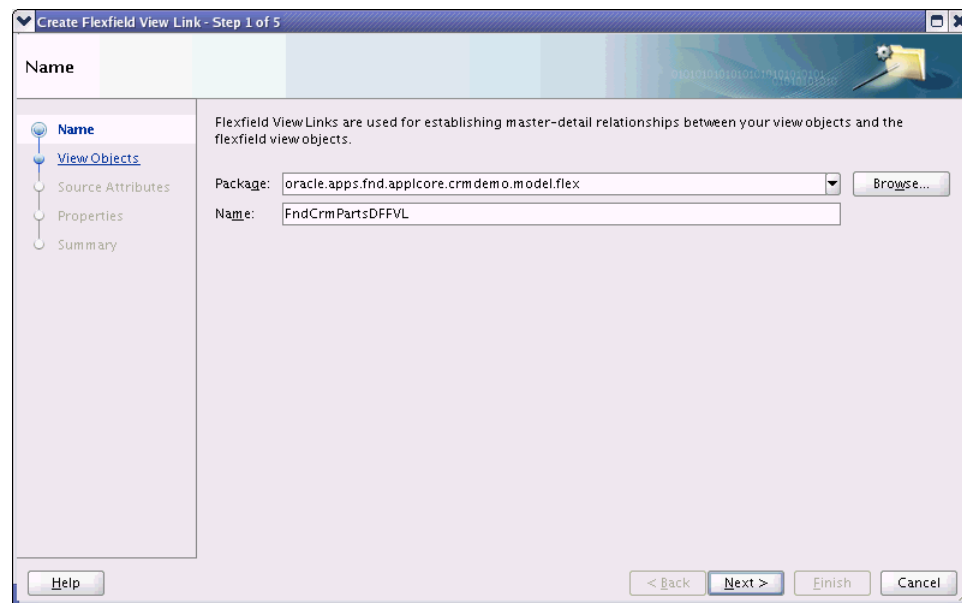 Create Flexfield View Link - Step 1 of 5
Name
Name
View Objects
Source Attributes
Properties
Summary
Flexfield View Links are used for establishing master-detail relationships between your view objects and the
flexfield view objects.
Package: oracle.apps.fnd.applcore.crmdemo.model.flex Browse...
Name: FndCrmPartsDFFVL
Help < Back Next > Finish Cancel